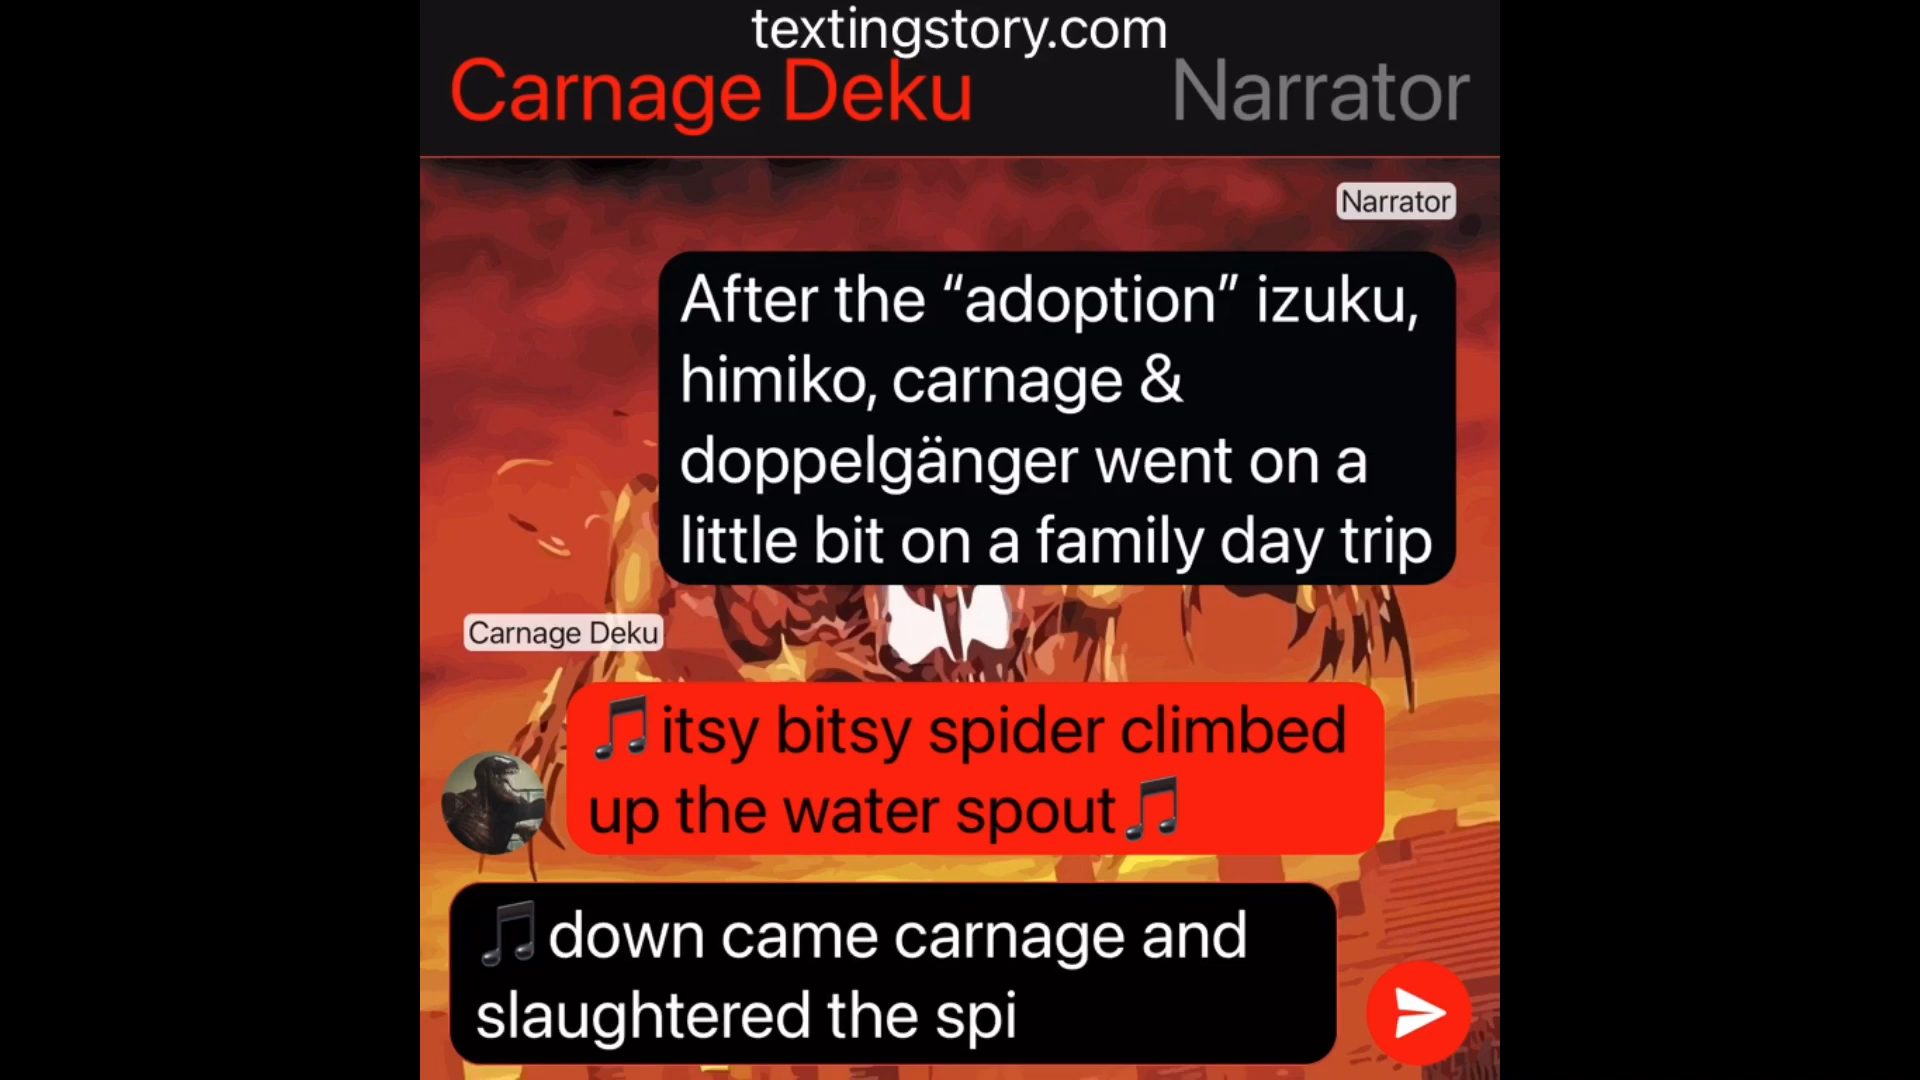 textingstory.com
Carnage Deku
Narrator
Narrator
After the “adoption” izuku,
himiko, carnage &
doppelgänger went on a
little bit on a family day trip
Carnage Deku
🎵itsy bitsy spider climbed
up the water spout🎵
🎵down came carnage and
slaughtered the spi